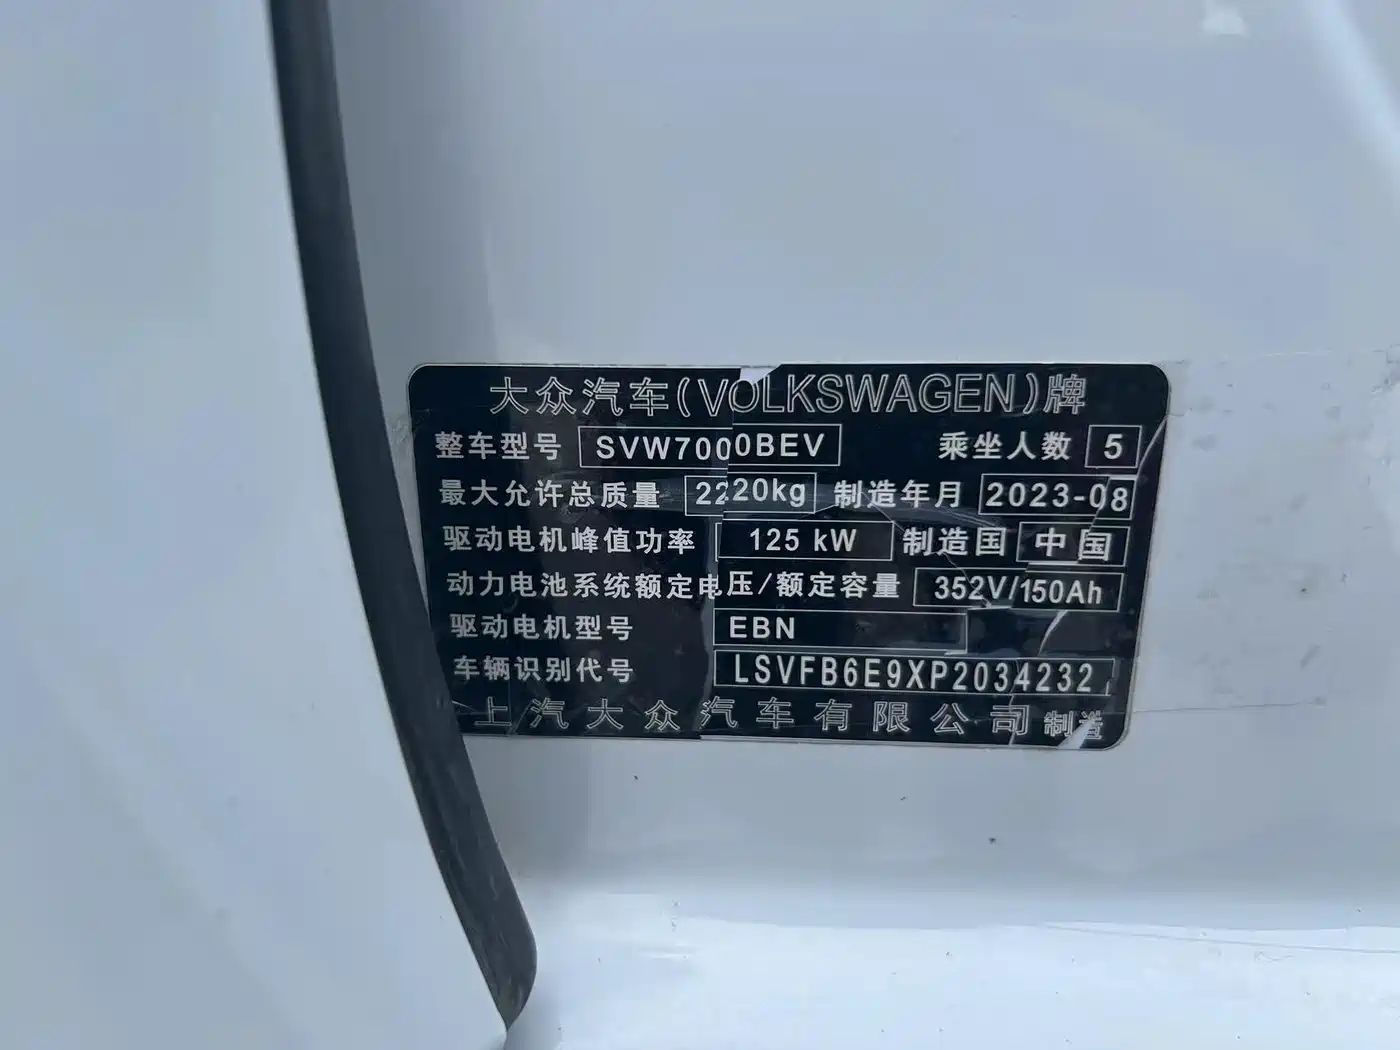 大众汽车(VOLKSWAGEN)牌
整车型号 SVW7000BEV 乘坐人数 5
最大允许总质量 2220kg 制造年月 2023-08
驱动电机峰值功率 125 kW 制造国 中国
动力电池系统额定电压/额定容量 352V/150Ah
驱动电机型号 EBN
车辆识别代号 LSVFB6E9XP2034232
上汽大众汽车有限公司 制造